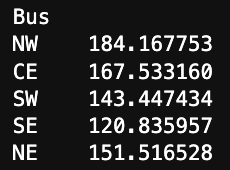 Bus
NW    184.167753
CE    167.533160
SW    143.447434
SE    120.835957
NE    151.516528